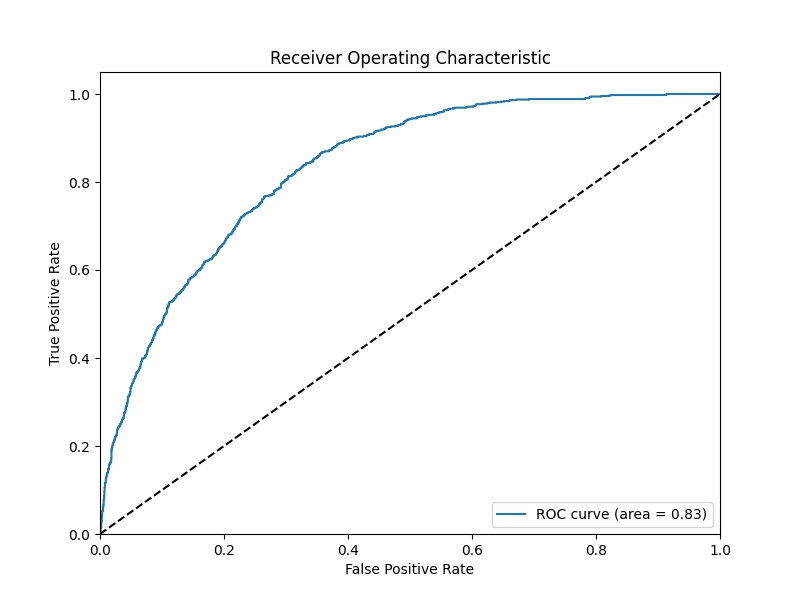 Receiver Operating Characteristic
1.0
0.8
0.6
0.4
0.2
0.0
True Positive Rate
ROC curve (area = 0.83)
0.0 0.2 0.4 0.6 0.8 1.0
False Positive Rate